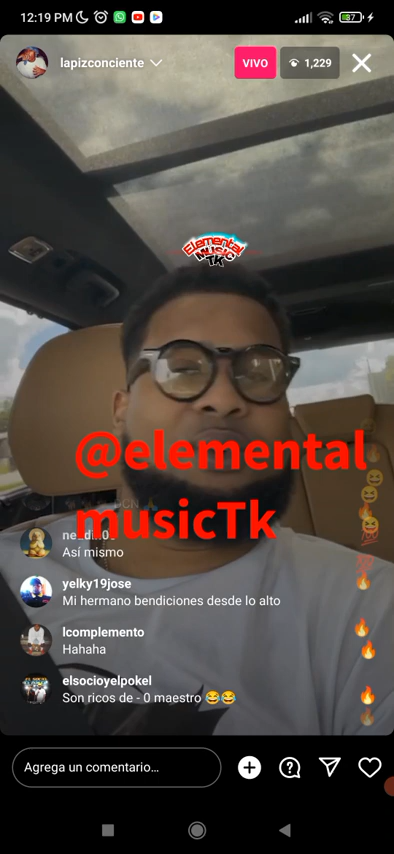 12:19 PM
37
lapizconciente
VIVO
1,229
Elemental
MUSIC
TK
@elemental
musicTk
Así mismo
yelky19jose
Mi hermano bendiciones desde lo alto
lcomplemento
Hahaha
elsocioyelpokel
Son ricos de - 0 maestro 😂😂
Agrega un comentario...